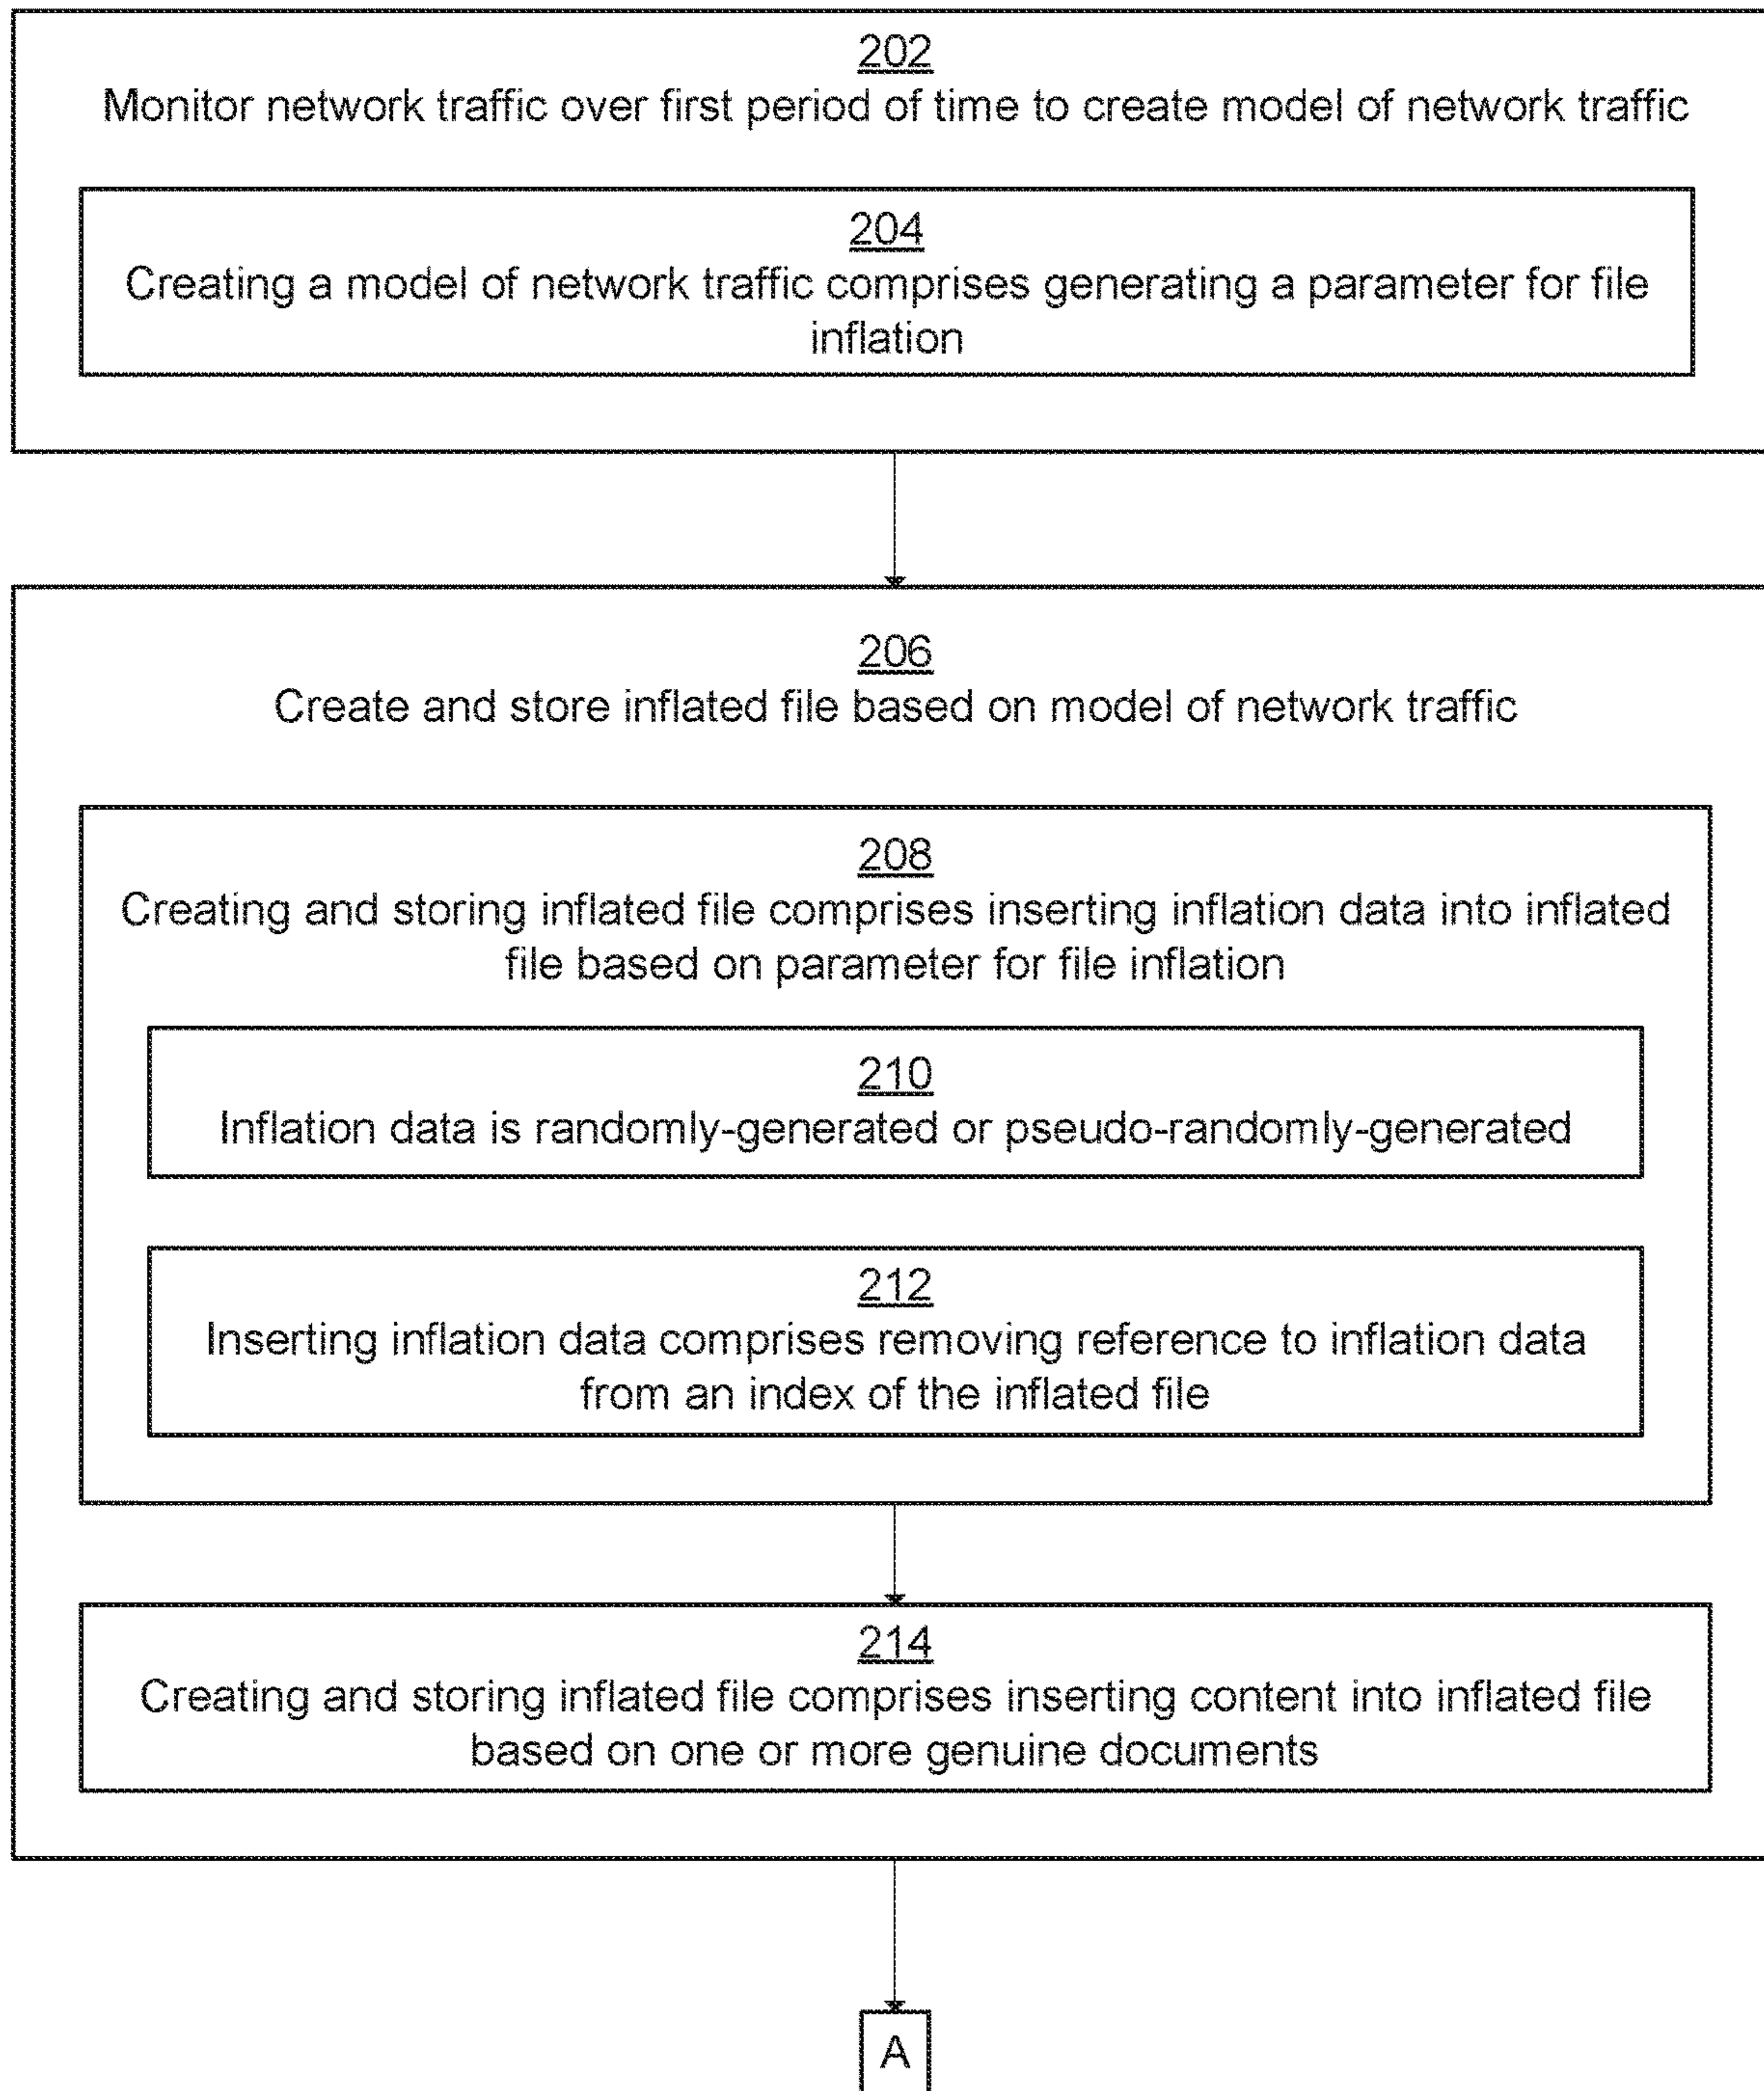 202
Monitor network traffic over first period of time to create model of network traffic
204
Creating a model of network traffic comprises generating a parameter for file
inflation
206
Create and store inflated file based on model of network traffic
208
Creating and storing inflated file comprises inserting inflation data into inflated
file based on parameter for file inflation
210
Inflation data is randomly-generated or pseudo-randomly-generated
212
Inserting inflation data comprises removing reference to inflation data
from an index of the inflated file
214
Creating and storing inflated file comprises inserting content into inflated file
based on one or more genuine documents
A